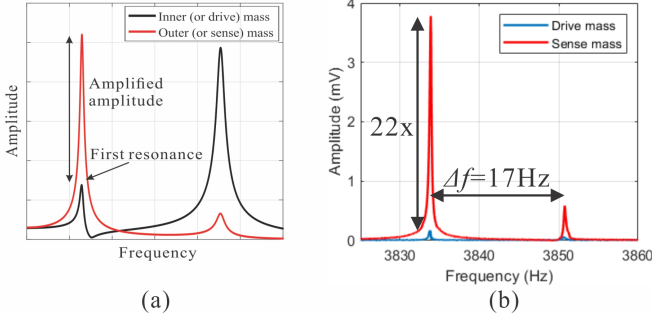 Inner (or drive) mass
Outer (or sense) mass
Amplified
amplitude
First resonance
Amplitude
Frequency
(a)
Drive mass
Sense mass
22x
Δf=17Hz
Amplitude (mV)
4
3
2
1
0
3830
3840
3850
3860
Frequency (Hz)
(b)